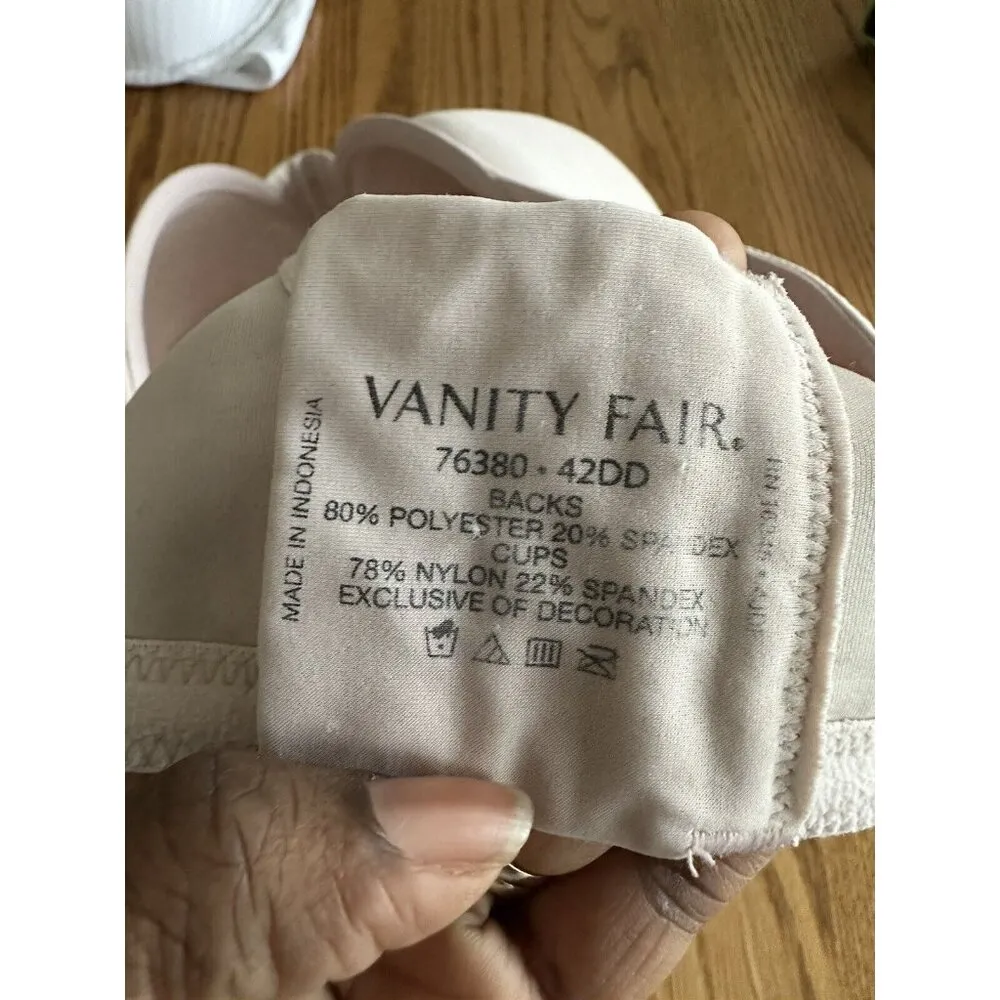 VANITY FAIR.
76380 • 42DD
BACKS
80% POLYESTER 20% SPANDEX
CUPS
78% NYLON 22% SPANDEX
EXCLUSIVE OF DECORATION
MADE IN INDONESIA
RN